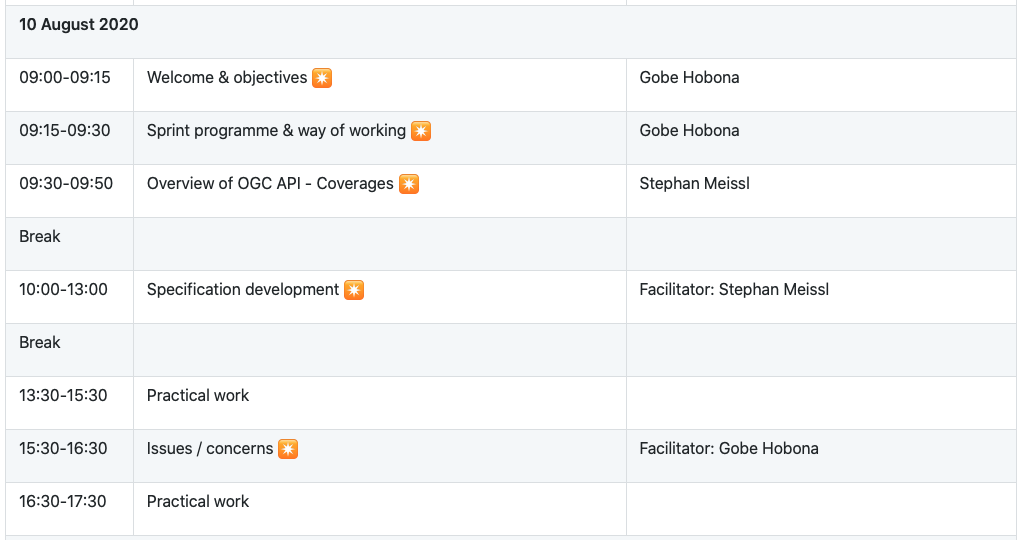 10 August 2020
09:00-09:15 Welcome & objectives ✴️ Gobe Hobona
09:15-09:30 Sprint programme & way of working ✴️ Gobe Hobona
09:30-09:50 Overview of OGC API - Coverages ✴️ Stephan Meissl
Break
10:00-13:00 Specification development ✴️ Facilitator: Stephan Meissl
Break
13:30-15:30 Practical work
15:30-16:30 Issues / concerns ✴️ Facilitator: Gobe Hobona
16:30-17:30 Practical work